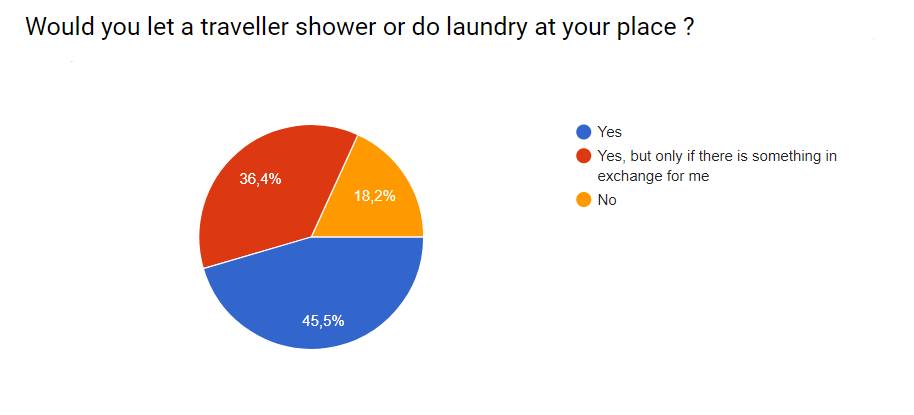 Would you let a traveller shower or do laundry at your place ?
36,4%
18,2%
45,5%
Yes
Yes, but only if there is something in
exchange for me
No